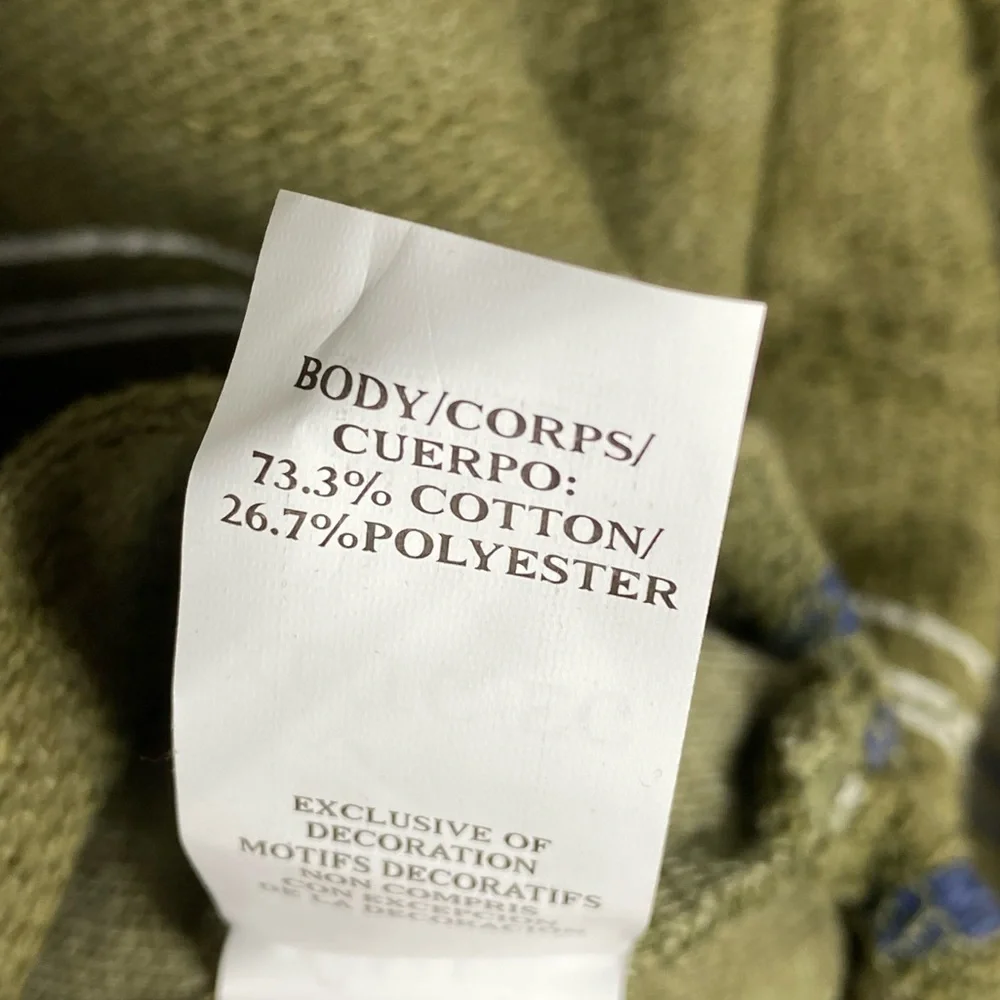 BODY/CORPS/
CUERPO:
73.3% COTTON/
26.7%POLYESTER
EXCLUSIVE OF
DECORATION
MOTIFS DECORATIFS
NON COMPRIS
CON EXCEPCION
DE LA DECORACION